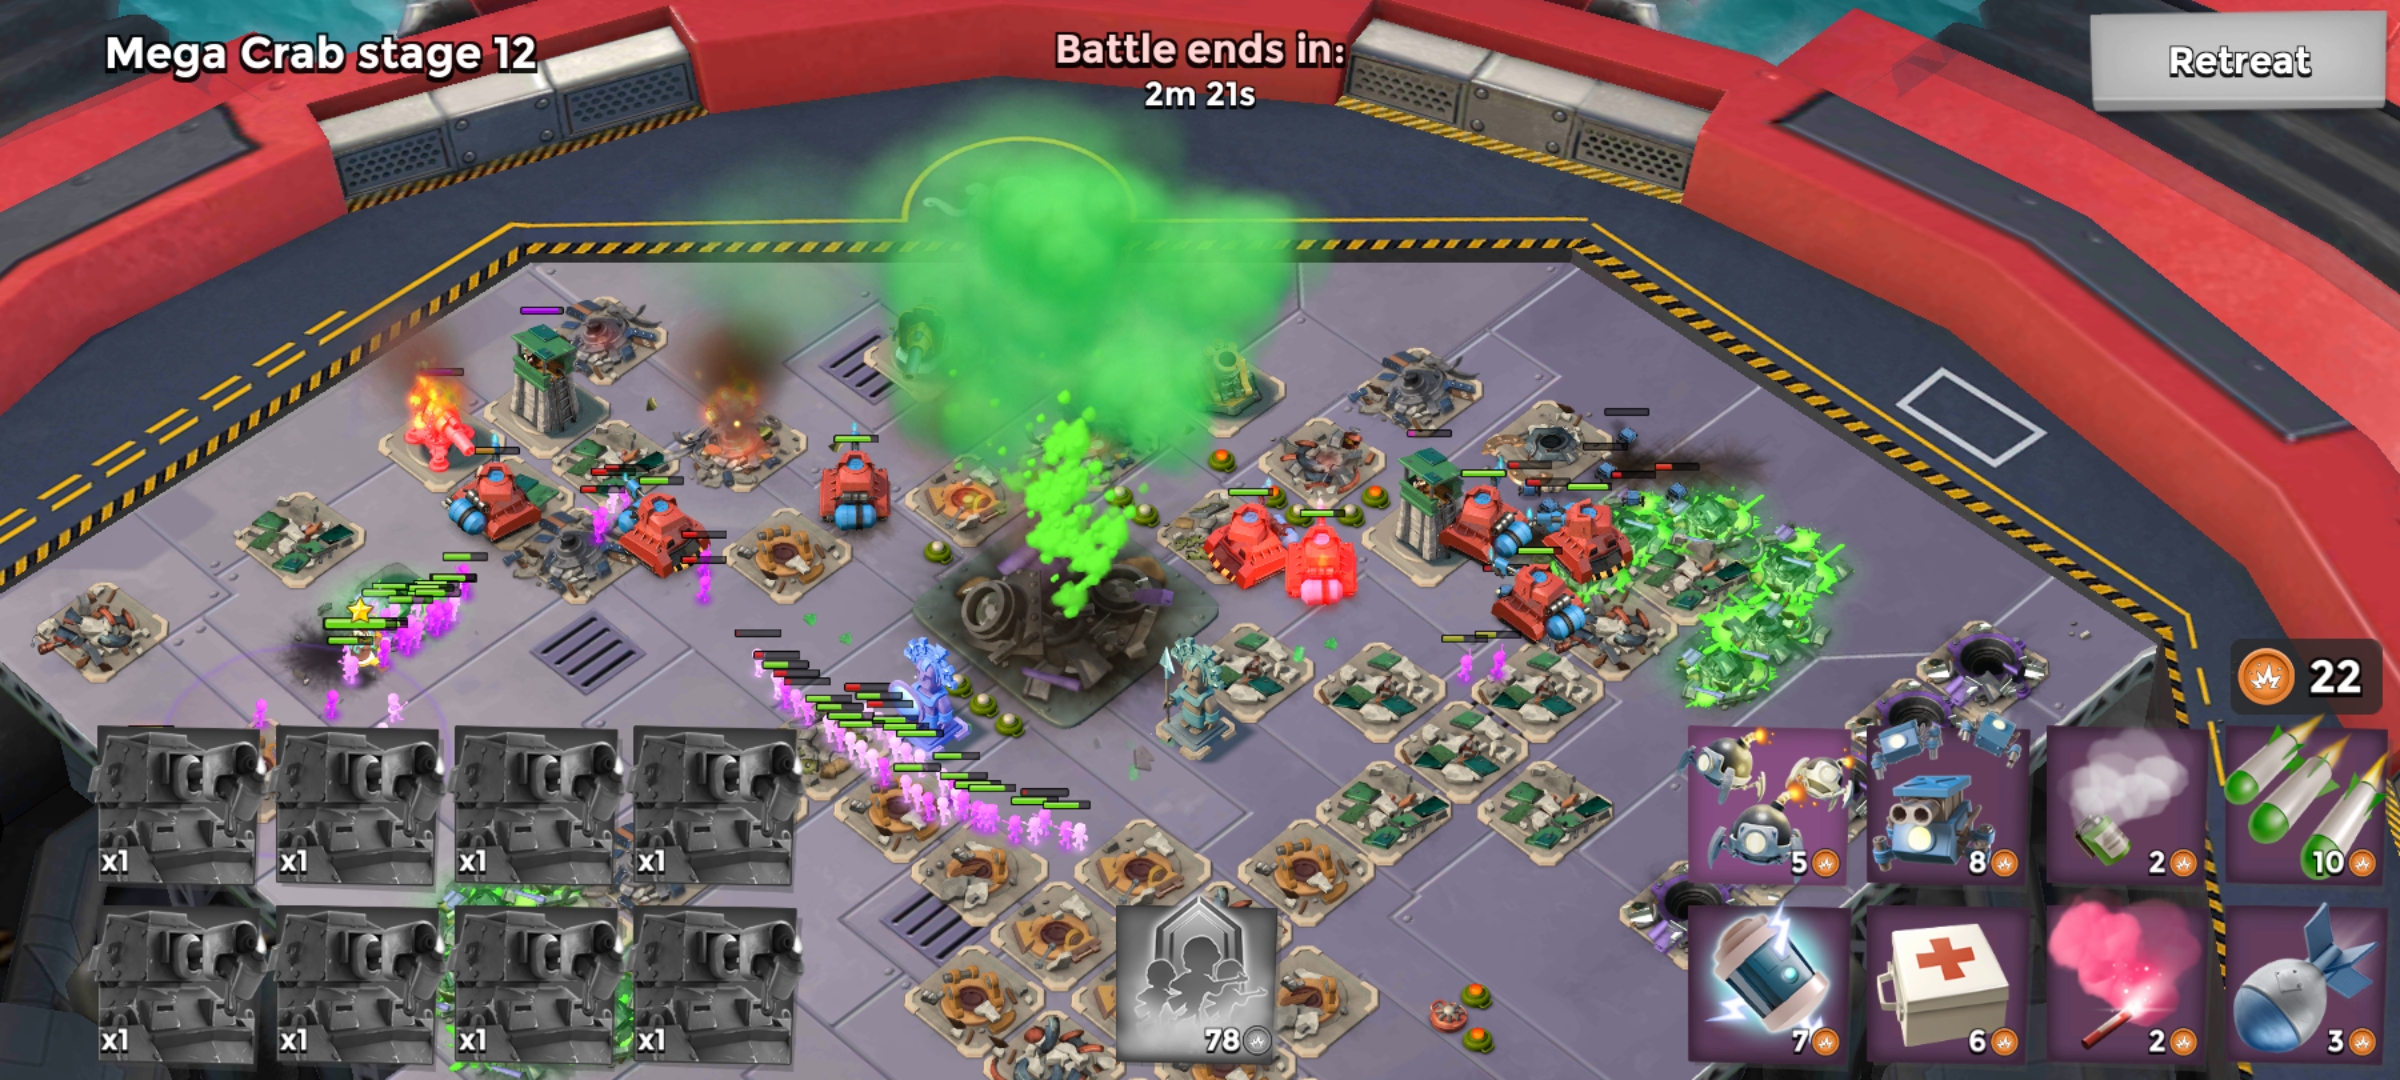 Mega Crab stage 12
Battle ends in:
2m 21s
Retreat
22
x1 x1 x1 x1
5 8 2 10
x1 x1 x1 x1
78
7 6 2 3